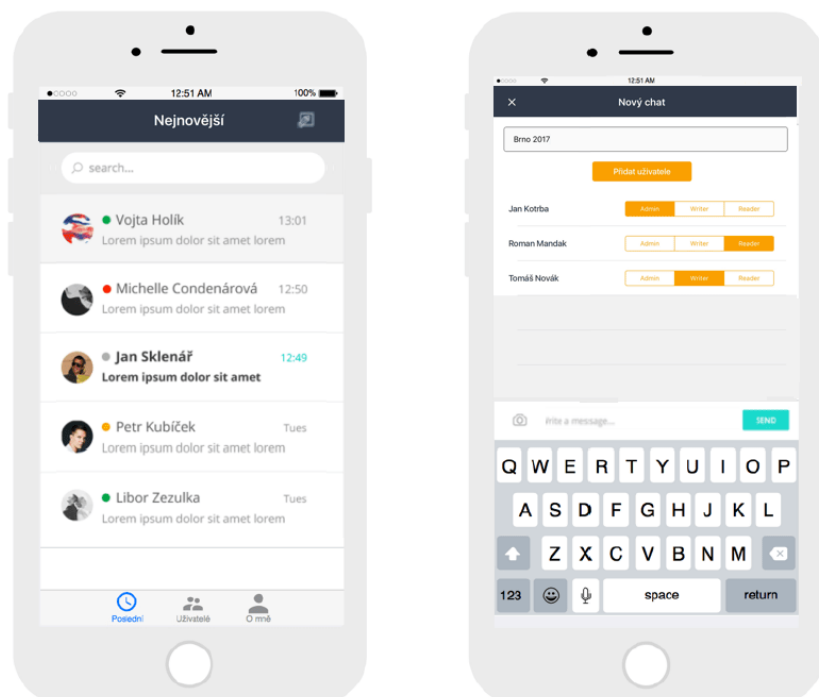 12:51 AM 100%
Nejnovější
search...
Vojta Holík 13:01
Lorem ipsum dolor sit amet lorem
Michelle Condenárová 12:50
Lorem ipsum dolor sit amet lorem
Jan Sklenář 12:49
Lorem ipsum dolor sit amet
Petr Kubíček Tues
Lorem ipsum dolor sit amet lorem
Libor Zezulka Tues
Lorem ipsum dolor sit amet lorem
Poslední Uživatelé O mně
12:51 AM
× Nový chat
Brno 2017
Přidat uživatele
Jan Kotrba Admin Writer Reader
Roman Mandak Admin Writer Reader
Tomáš Novák Admin Writer Reader
Write a message... SEND
Q W E R T Y U I O P
A S D F G H J K L
Z X C V B N M
123 space return